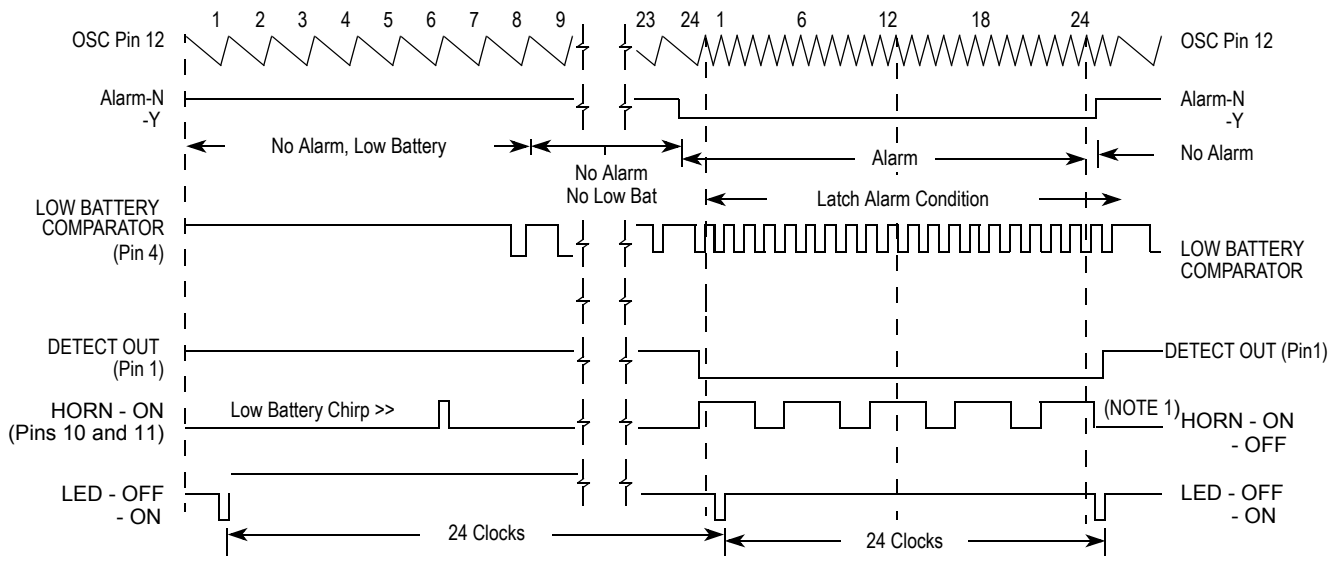 1 2 3 4 5 6 7 8 9 23 24 1 6 12 18 24
OSC Pin 12
OSC Pin 12
Alarm-N
-Y
Alarm-N
-Y
No Alarm, Low Battery
No Alarm
No Low Bat
Alarm
No Alarm
Latch Alarm Condition
LOW BATTERY
COMPARATOR
(Pin 4)
LOW BATTERY
COMPARATOR
DETECT OUT
(Pin 1)
DETECT OUT (Pin1)
HORN - ON
(Pins 10 and 11)
Low Battery Chirp >>
(NOTE 1)
HORN - ON
- OFF
LED - OFF
- ON
LED - OFF
- ON
24 Clocks
24 Clocks